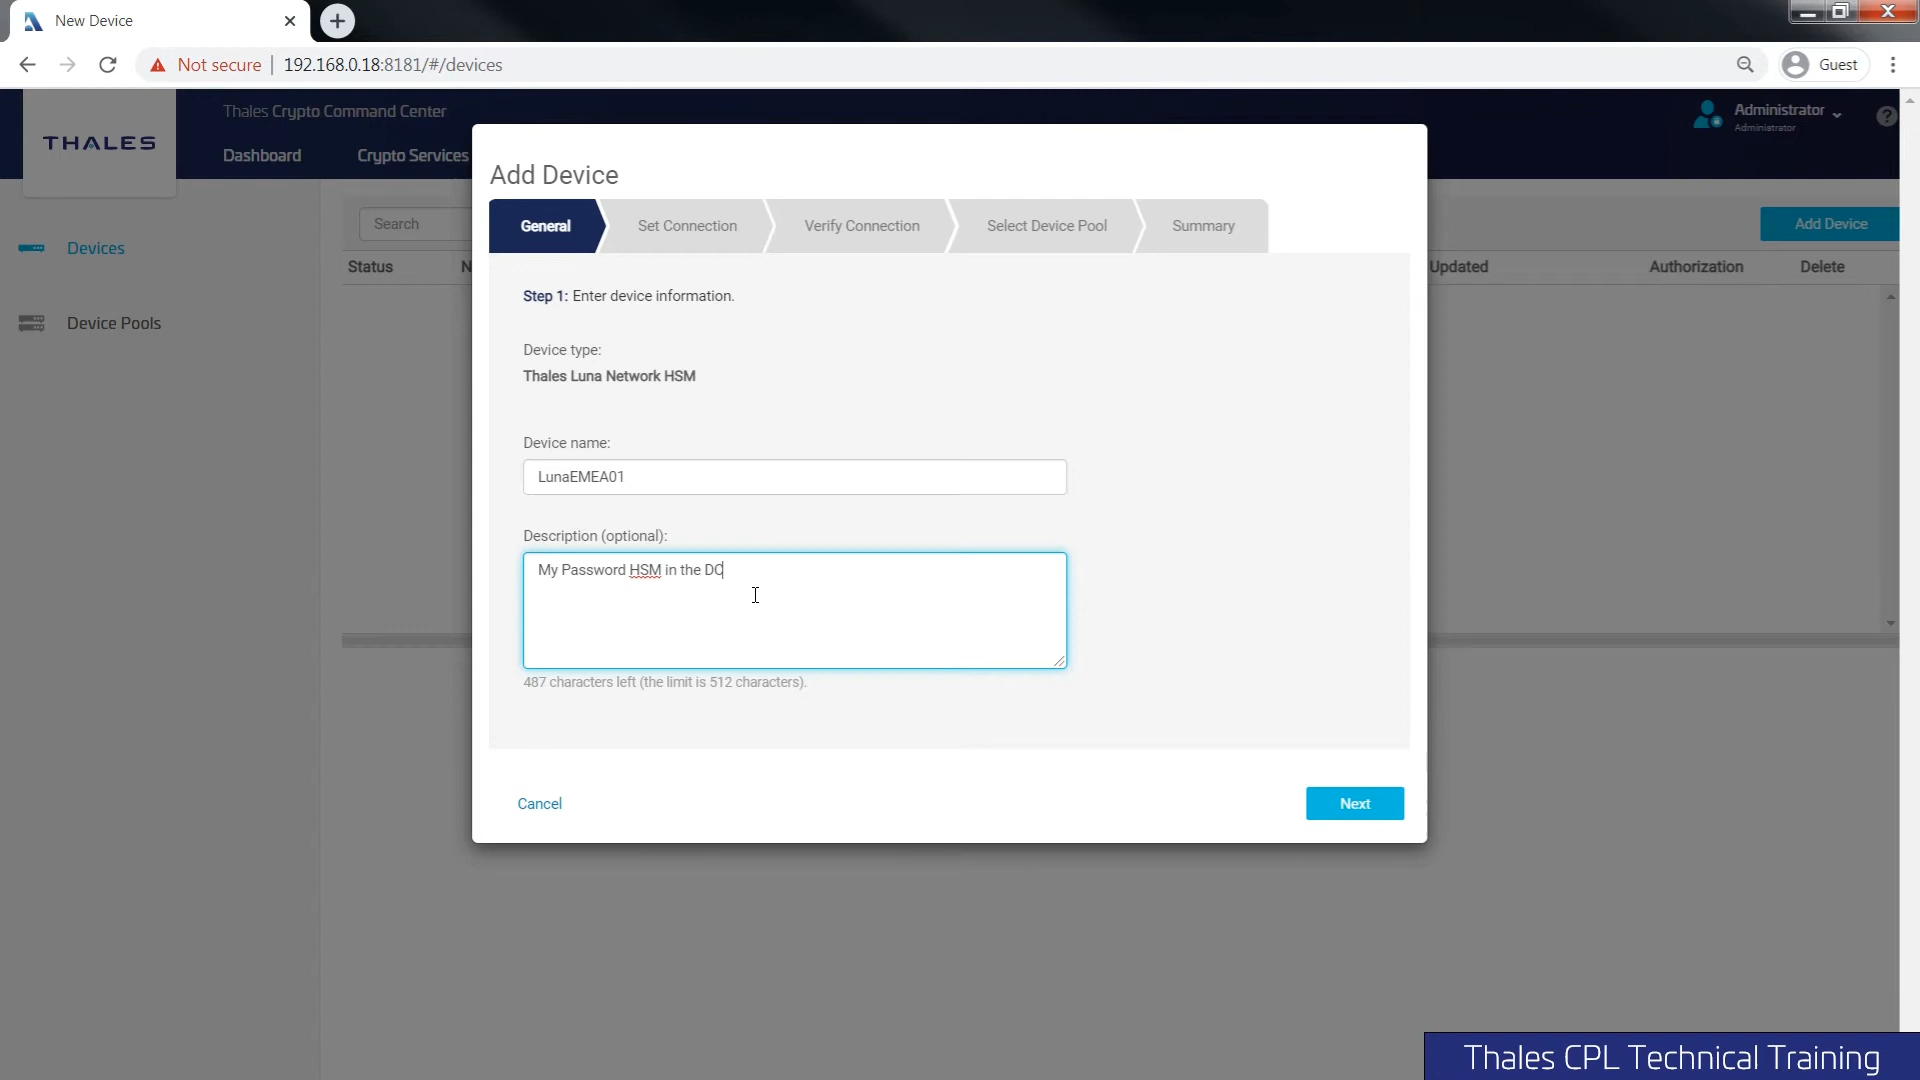 New Device
Not secure
192.168.0.18:8181/#/devices
Guest
THALES
Thales Crypto Command Center
Dashboard
Crypto Services
Administrator
Administrator
?
Devices
Device Pools
Search
Add Device
Status
N
Updated
Authorization
Delete
Add Device
General
Set Connection
Verify Connection
Select Device Pool
Summary
Step 1: Enter device information.
Device type:
Thales Luna Network HSM
Device name:
LunaEMEA01
Description (optional):
My Password HSM in the DC
487 characters left (the limit is 512 characters).
Cancel
Next
Thales CPL Technical Training